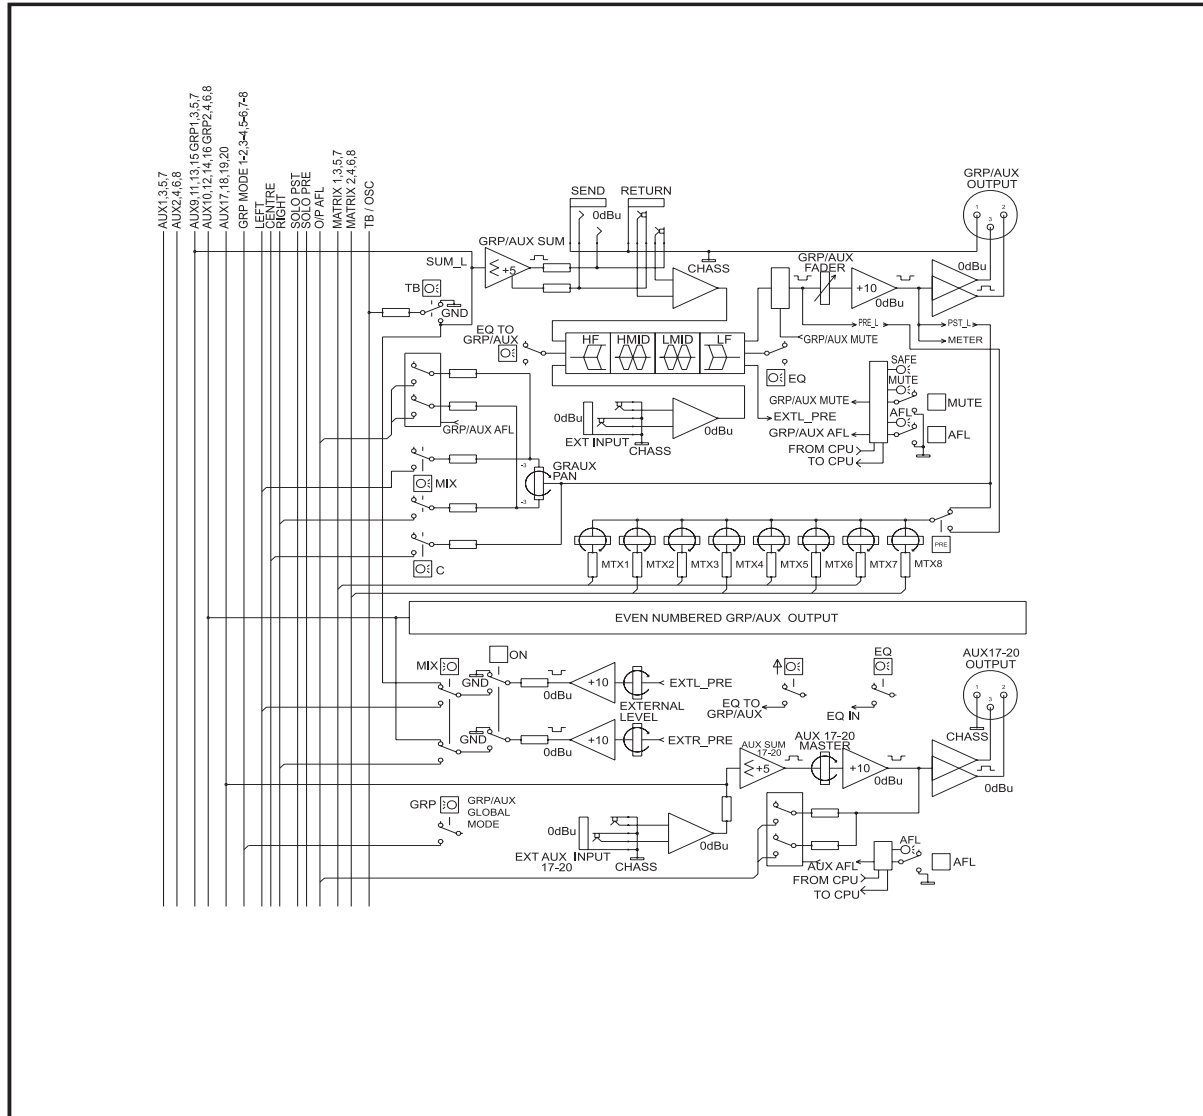 AUX1,3,5,7
AUX2,4,6,8
AUX9,11,13,15 GRP1,3,5,7
AUX10,12,14,16 GRP2,4,6,8
AUX17,18,19,20
GRP MODE 1-2,3-4,5-6,7-8
LEFT
CENTRE
RIGHT
SOLO PST
SOLO PRE
O/P AFL
MATRIX 1,3,5,7
MATRIX 2,4,6,8
TB / OSC
SEND
RETURN
0dBu
GRP/AUX
OUTPUT
1
2
3
GRP/AUX SUM
SUM_L
+5
CHASS
GRP/AUX
FADER
+10
0dBu
0dBu
TB
GND
EQ TO
GRP/AUX
HF
HMID
LMID
LF
PRE_L
PST_L
GRP/AUX MUTE
METER
EQ
SAFE
MUTE
GRP/AUX MUTE
MUTE
AFL
GRP/AUX AFL
AFL
FROM CPU
TO CPU
EXTL_PRE
0dBu
EXT INPUT
CHASS
0dBu
GRP/AUX AFL
MIX
-3
-3
GRAUX
PAN
C
MTX1
MTX2
MTX3
MTX4
MTX5
MTX6
MTX7
MTX8
PRE
EVEN NUMBERED GRP/AUX OUTPUT
MIX
ON
GND
0dBu
+10
EXTL_PRE
EXTERNAL
LEVEL
GND
0dBu
+10
EXTR_PRE
EQ TO
GRP/AUX
EQ
EQ IN
AUX17-20
OUTPUT
1
2
3
CHASS
AUX SUM
17-20
+5
AUX 17-20
MASTER
+10
0dBu
0dBu
GRP
GRP/AUX
GLOBAL
MODE
0dBu
EXT AUX INPUT
17-20
CHASS
0dBu
AUX AFL
FROM CPU
TO CPU
AFL
AFL